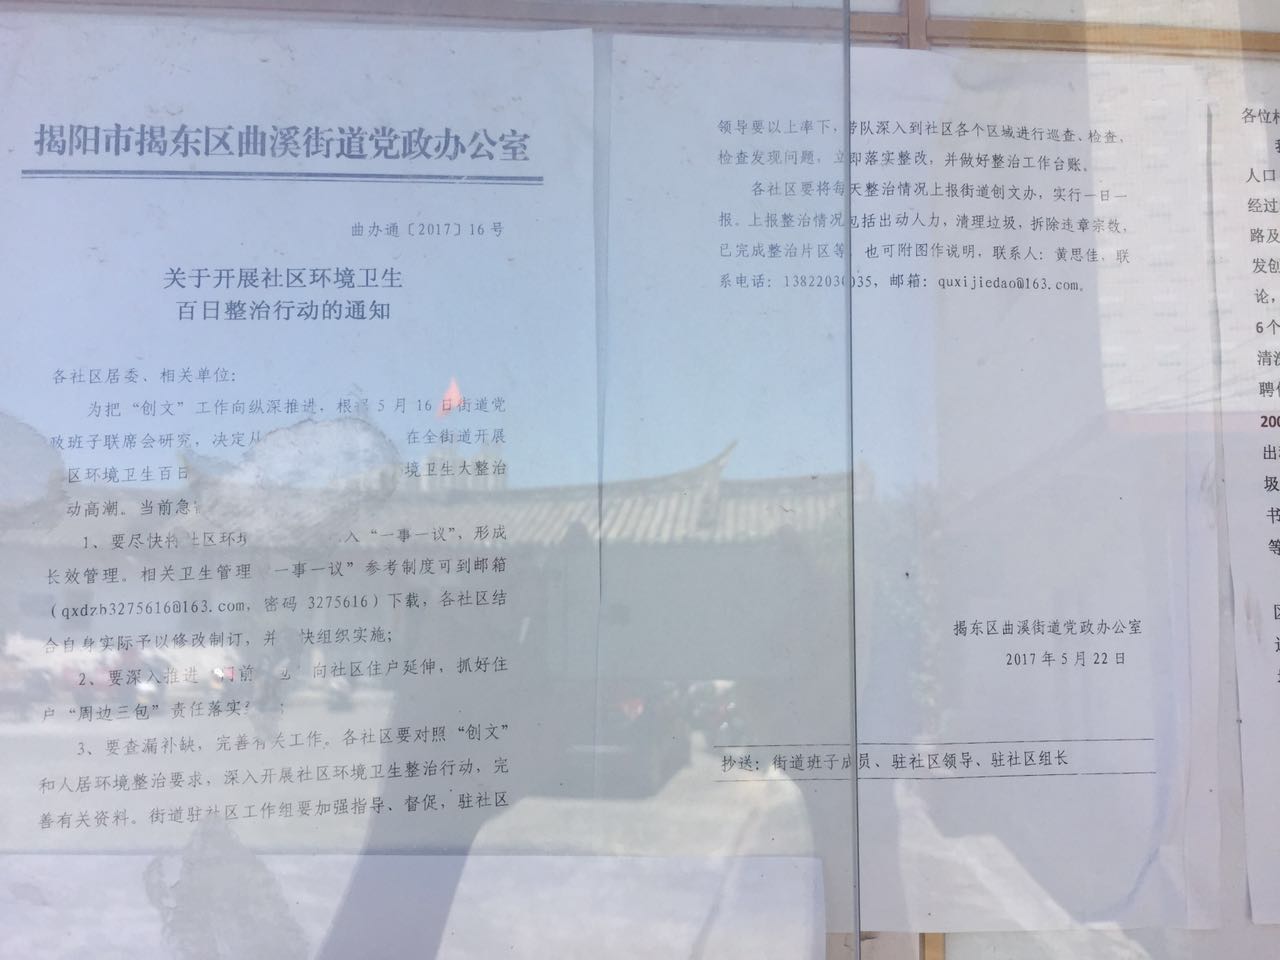 揭阳市揭东区曲溪街道党政办公室
曲办通〔2017〕16号
关于开展社区环境卫生
百日整治行动的通知
各社区居委、相关单位：
为把“创文”工作向纵深推进，根 5月16日街道党
政班子联席会研究，决定从 在全街道开展
区环境卫生百日 境卫生大整治
动高潮。当前急
1、要尽快将社区环境 入“一事一议”，形成
长效管理。相关卫生管理 一事一议”参考制度可到邮箱
（qxdzb3275616@163.com，密码 3275616）下载，各社区结
合自身实际予以修改制订，并 快组织实施；
2、要深入推进 门前 向社区住户延伸，抓好住
户“周边三包”责任落实 ；
3、要查漏补缺，完善有关工作。各社区要对照“创文”
和人居环境整治要求，深入开展社区环境卫生整治行动，完
善有关资料。街道驻社区工作组要加强指导、督促，驻社区
领导要以上率下，带队深入到社区各个区域进行巡查、检查，
检查发现问题，立即落实整改，并做好整治工作台账。
各社区要将每天整治情况上报街道创文办，实行一日一
报。上报整治情况包括出动人力，清理垃圾，拆除违章宗数，
已完成整治片区等，也可附图作说明，联系人：黄思佳，联
系电话：13822030035，邮箱：quxijiedao@163.com。
揭东区曲溪街道党政办公室
2017年5月22日
抄送：街道班子成员、驻社区领导、驻社区组长
各位
人口
经过
路及
发创
论，
6个
清洗
聘
200
出
圾
书
等